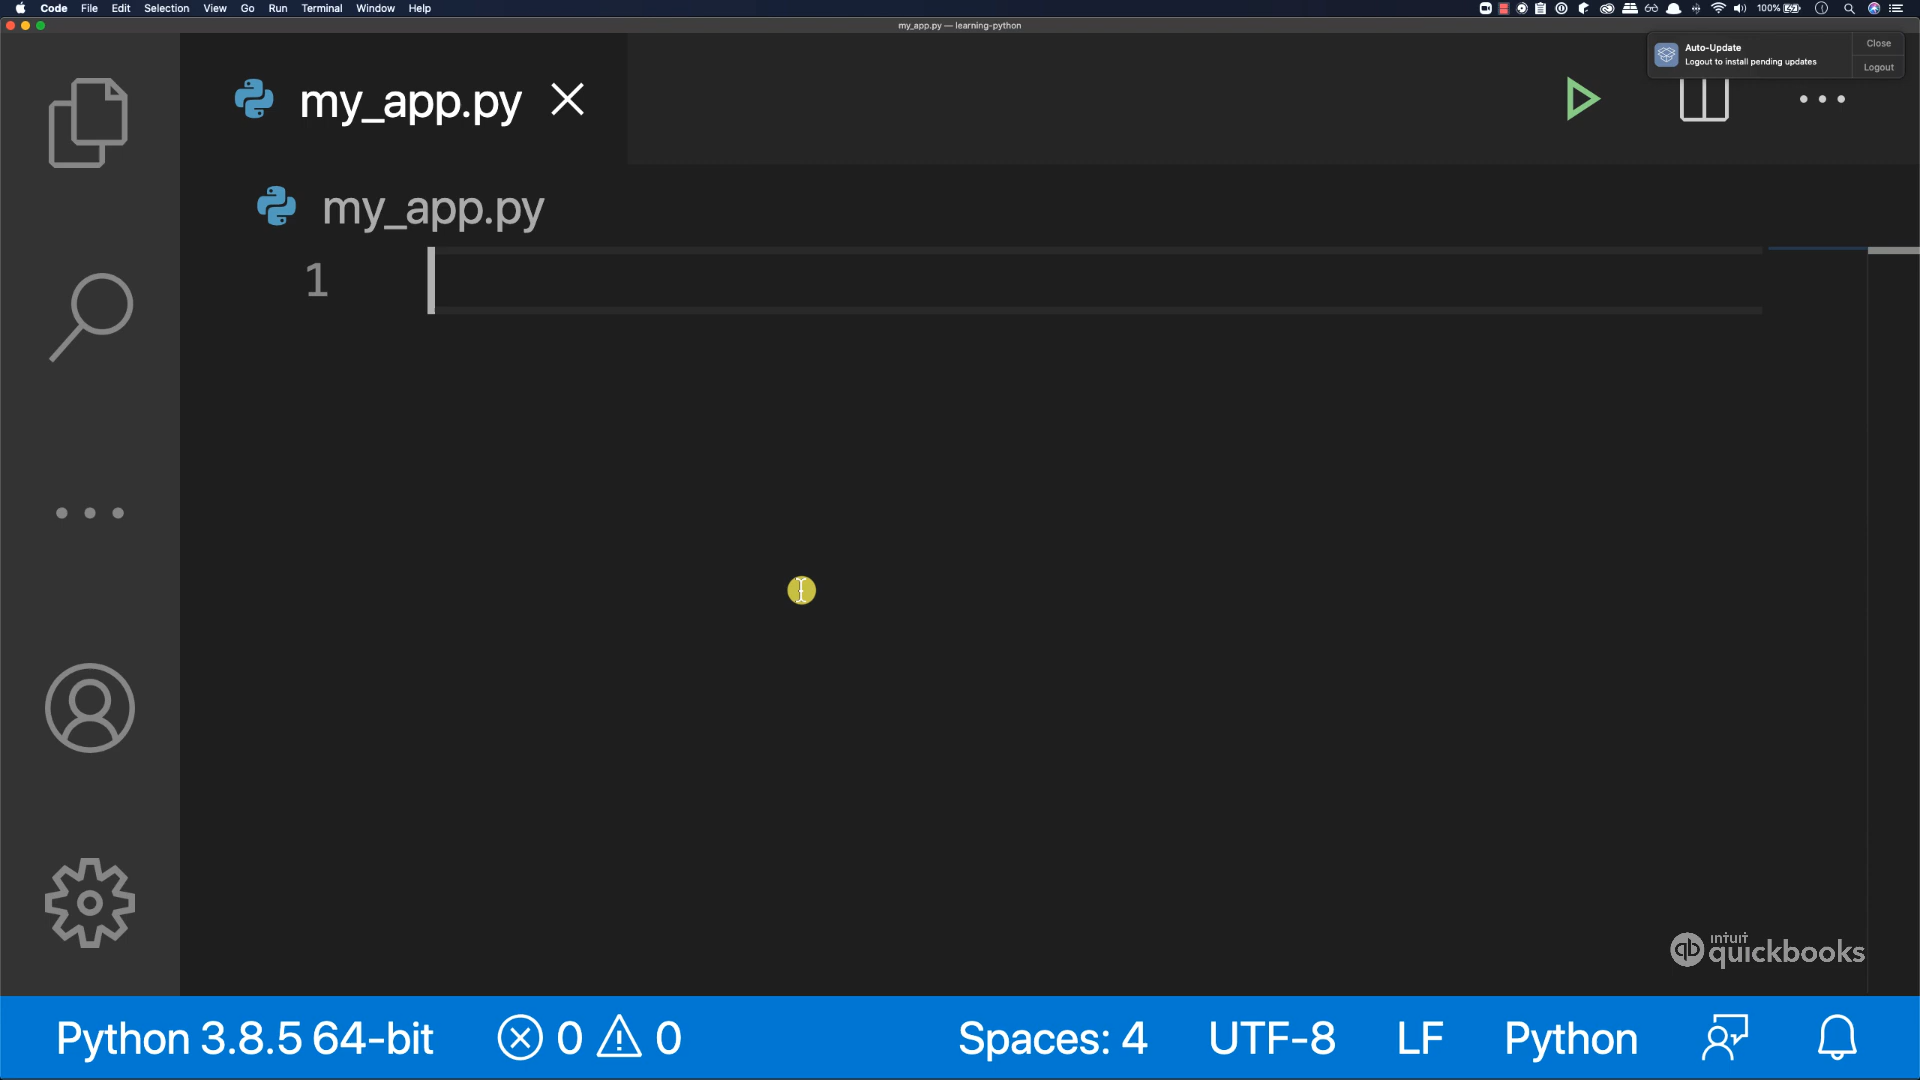 Code File Edit Selection View Go Run Terminal Window Help
100%
my_app.py — learning-python
Auto-Update
Logout to install pending updates
Close
Logout
my_app.py
my_app.py
1
intuit
qb quickbooks
Python 3.8.5 64-bit 0 0 Spaces: 4 UTF-8 LF Python